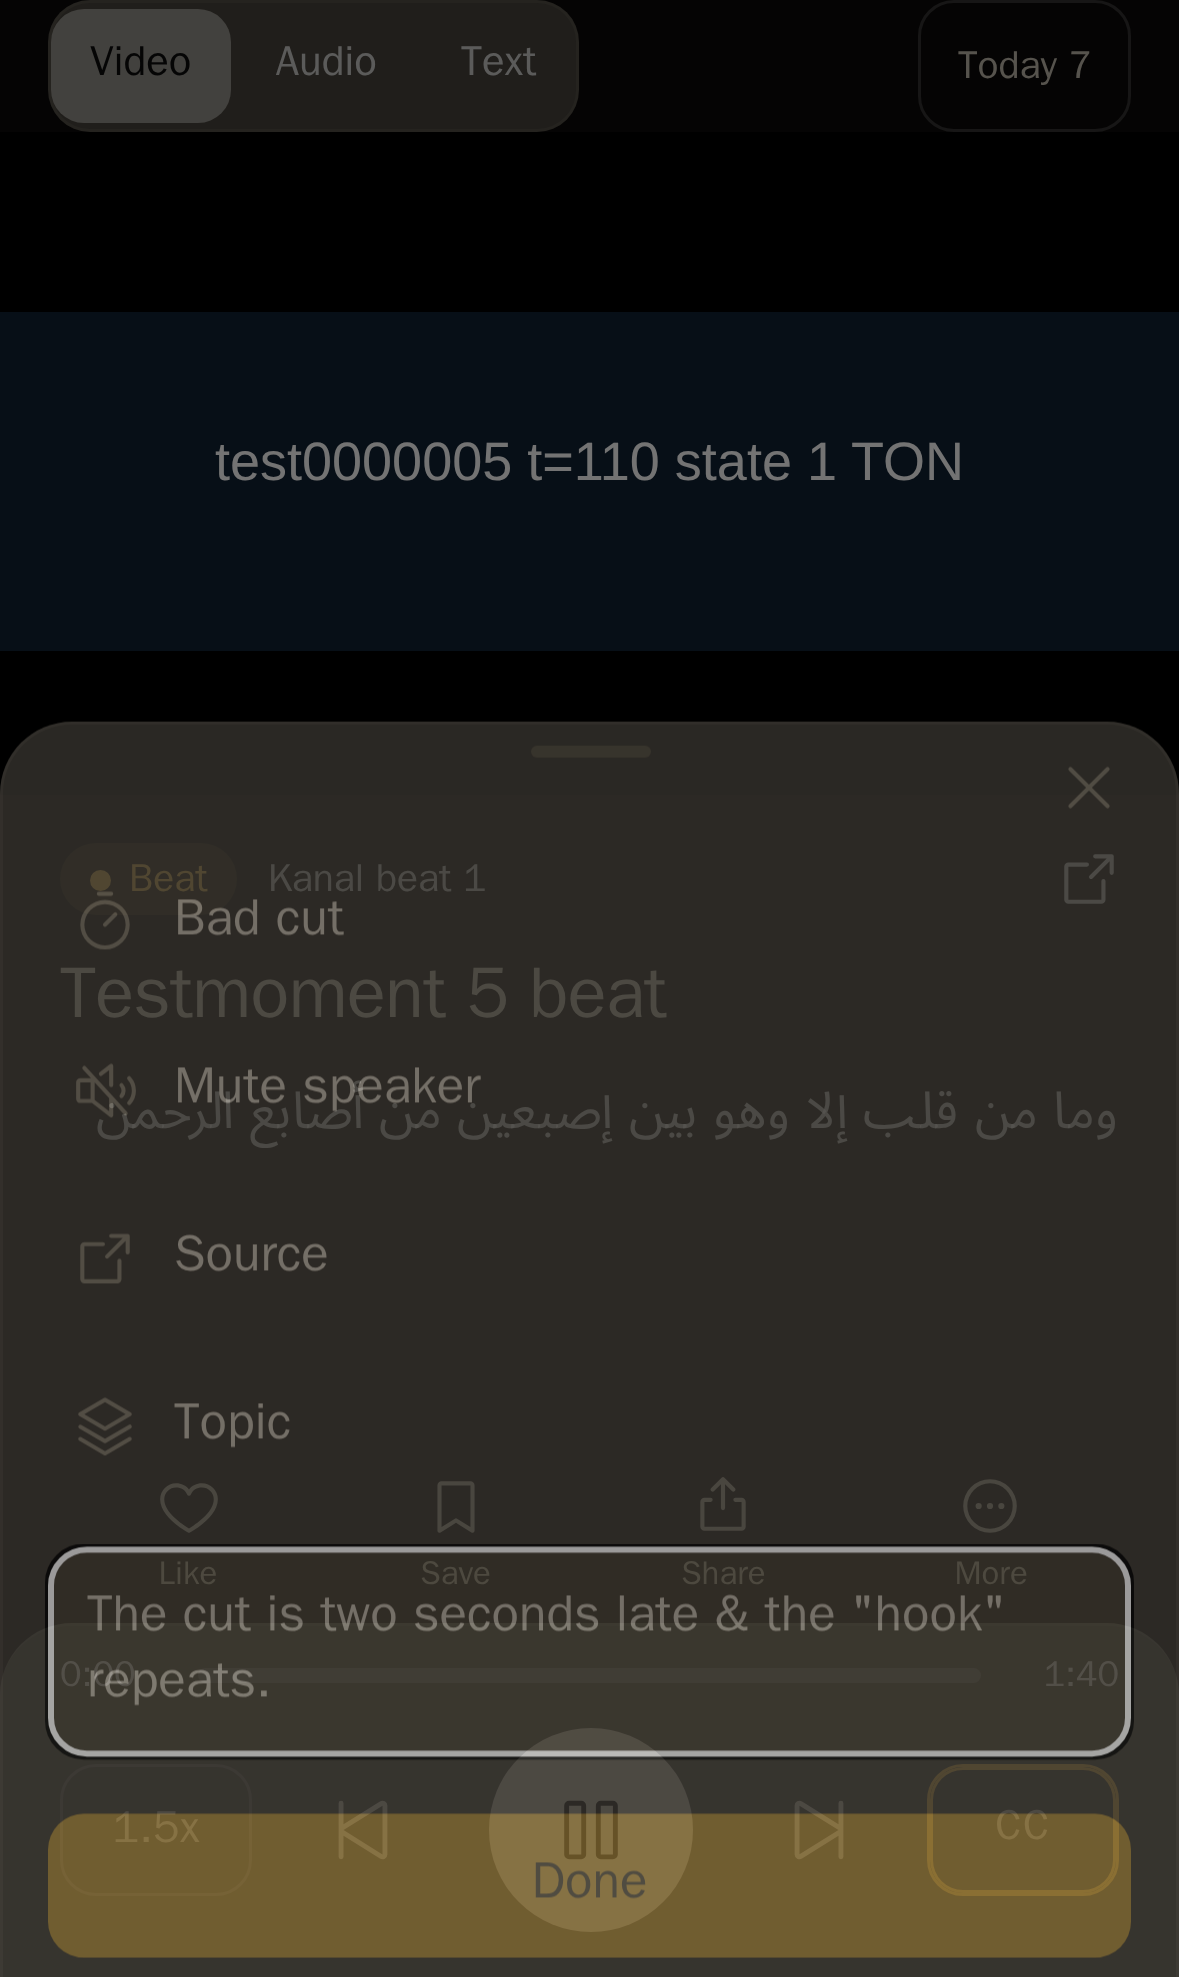 Video Audio Text Today 7
test0000005 t=110 state 1 TON
Beat Kanal beat 1
Bad cut
Testmoment 5 beat
Mute speaker
وما من قلب إلا وهو بين إصبعين من أصابع الرحمن
Source
Topic
Like Save Share More
The cut is two seconds late & the "hook"
repeats.
0:00 1:40
1.5x CC
Done